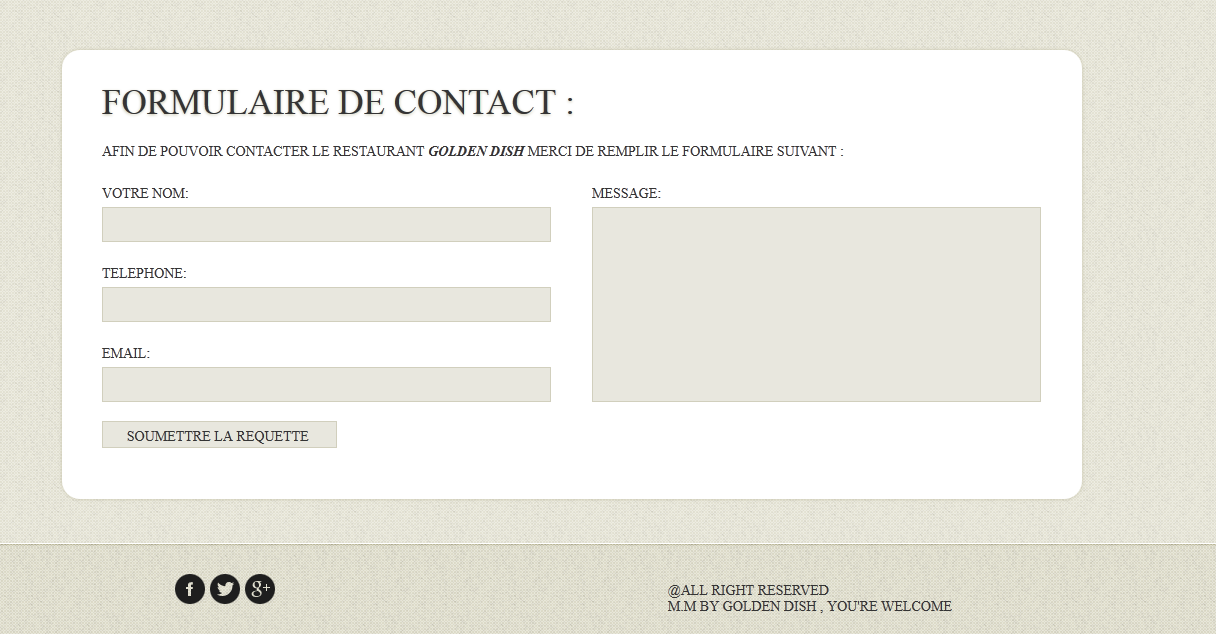 FORMULAIRE DE CONTACT :
AFIN DE POUVOIR CONTACTER LE RESTAURANT GOLDEN DISH MERCI DE REMPLIR LE FORMULAIRE SUIVANT :
VOTRE NOM:
TELEPHONE:
EMAIL:
MESSAGE:
SOUMETTRE LA REQUETTE
f
g+
@ALL RIGHT RESERVED
M.M BY GOLDEN DISH , YOU'RE WELCOME